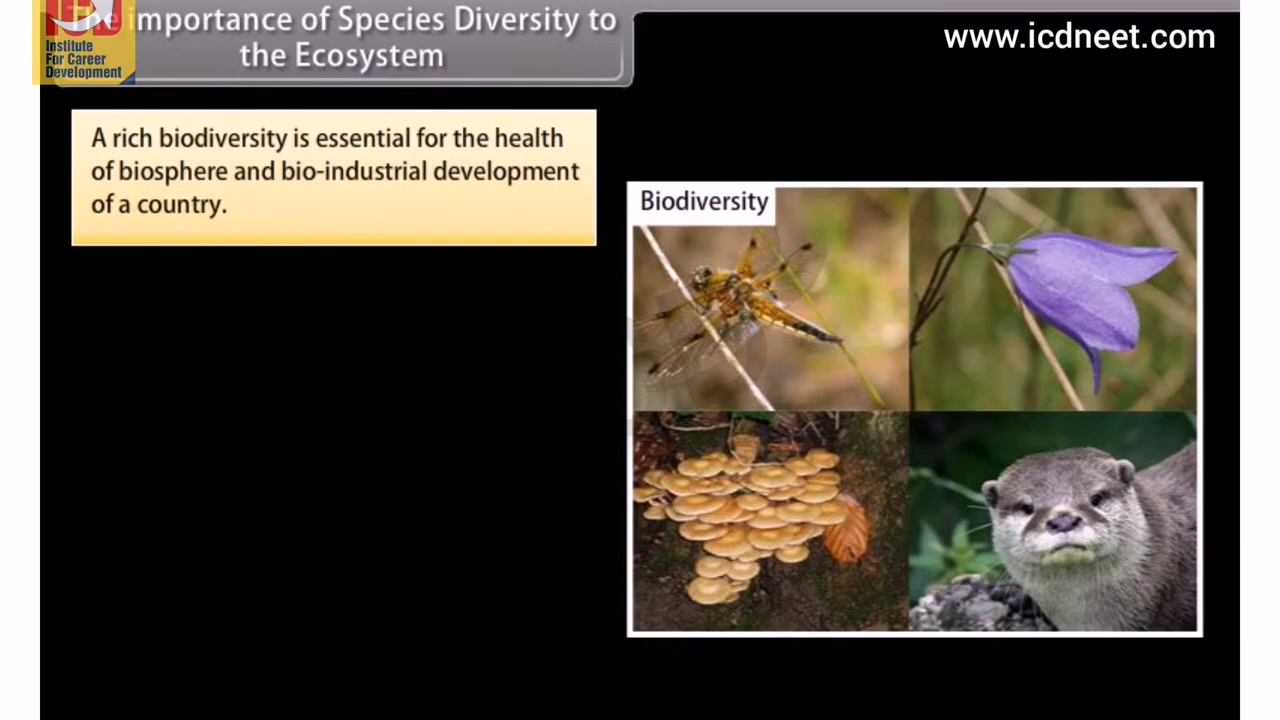 The importance of Species Diversity to
the Ecosystem
www.icdneet.com
Institute
For Career
Development
A rich biodiversity is essential for the health
of biosphere and bio-industrial development
of a country.
Biodiversity